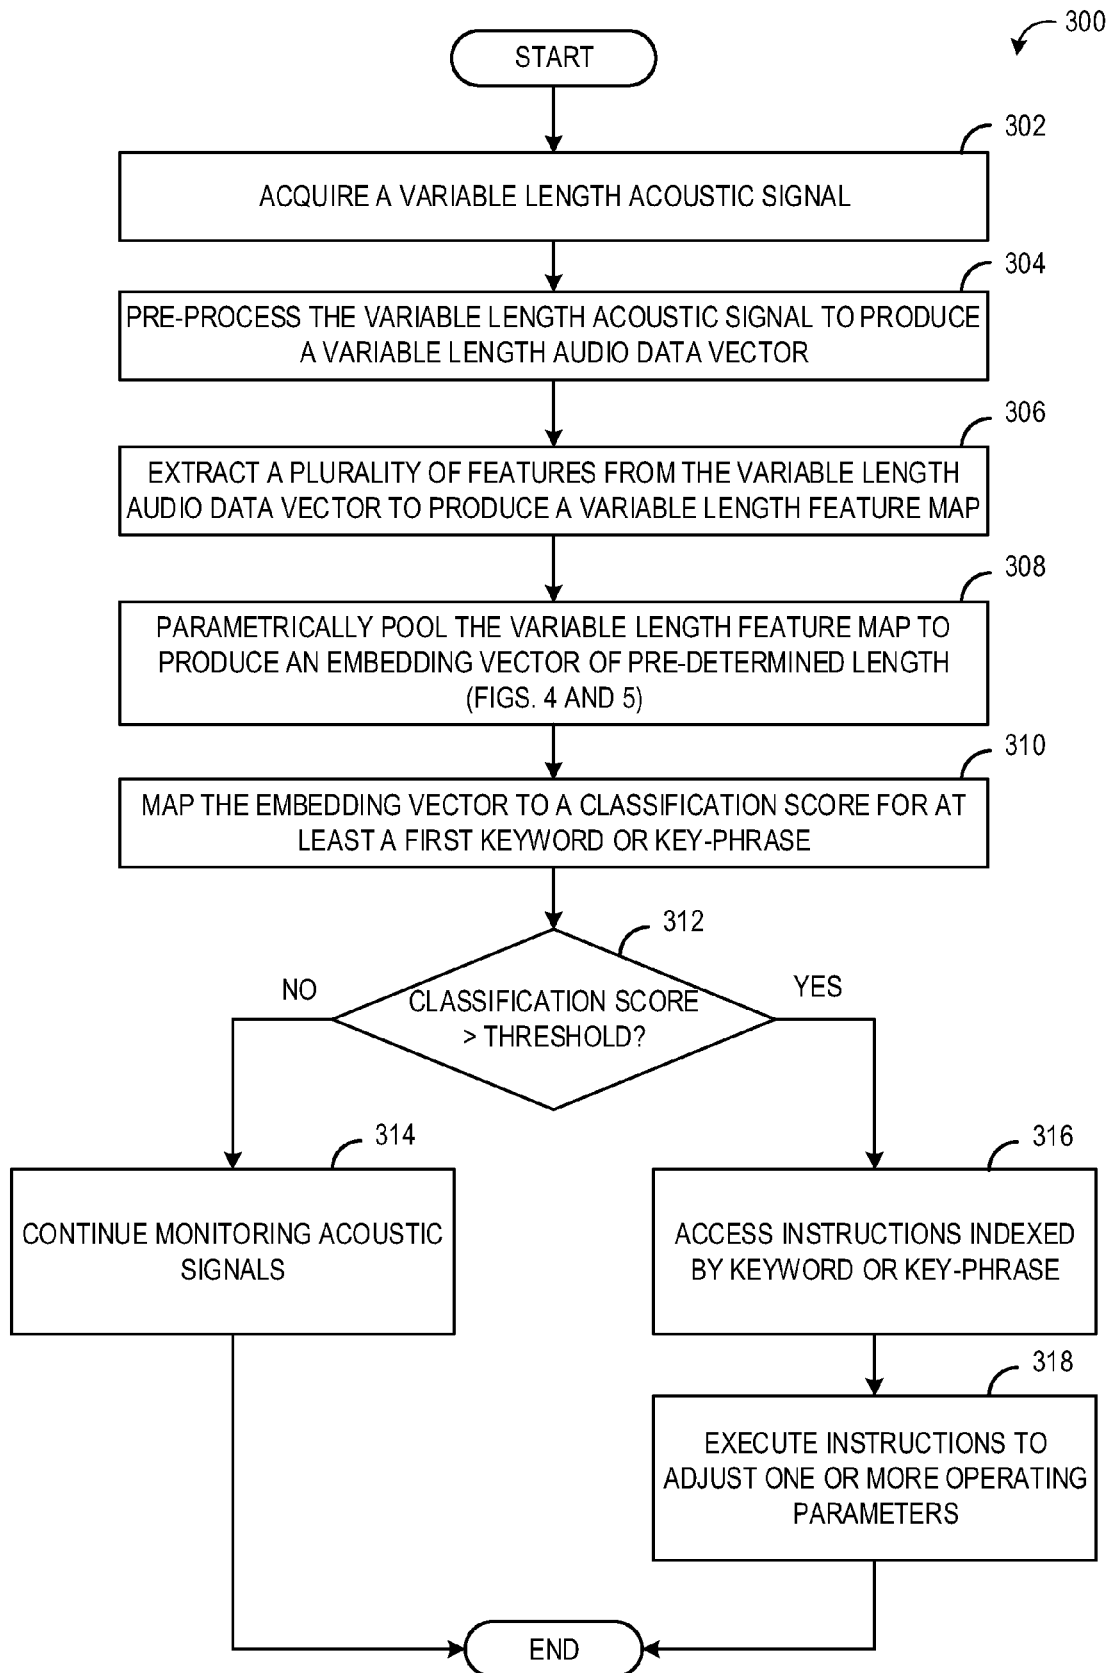 300
START
302
ACQUIRE A VARIABLE LENGTH ACOUSTIC SIGNAL
304
PRE-PROCESS THE VARIABLE LENGTH ACOUSTIC SIGNAL TO PRODUCE
A VARIABLE LENGTH AUDIO DATA VECTOR
306
EXTRACT A PLURALITY OF FEATURES FROM THE VARIABLE LENGTH
AUDIO DATA VECTOR TO PRODUCE A VARIABLE LENGTH FEATURE MAP
308
PARAMETRICALLY POOL THE VARIABLE LENGTH FEATURE MAP TO
PRODUCE AN EMBEDDING VECTOR OF PRE-DETERMINED LENGTH
(FIGS. 4 AND 5)
310
MAP THE EMBEDDING VECTOR TO A CLASSIFICATION SCORE FOR AT
LEAST A FIRST KEYWORD OR KEY-PHRASE
312
NO
YES
CLASSIFICATION SCORE
> THRESHOLD?
314
CONTINUE MONITORING ACOUSTIC
SIGNALS
316
ACCESS INSTRUCTIONS INDEXED
BY KEYWORD OR KEY-PHRASE
318
EXECUTE INSTRUCTIONS TO
ADJUST ONE OR MORE OPERATING
PARAMETERS
END